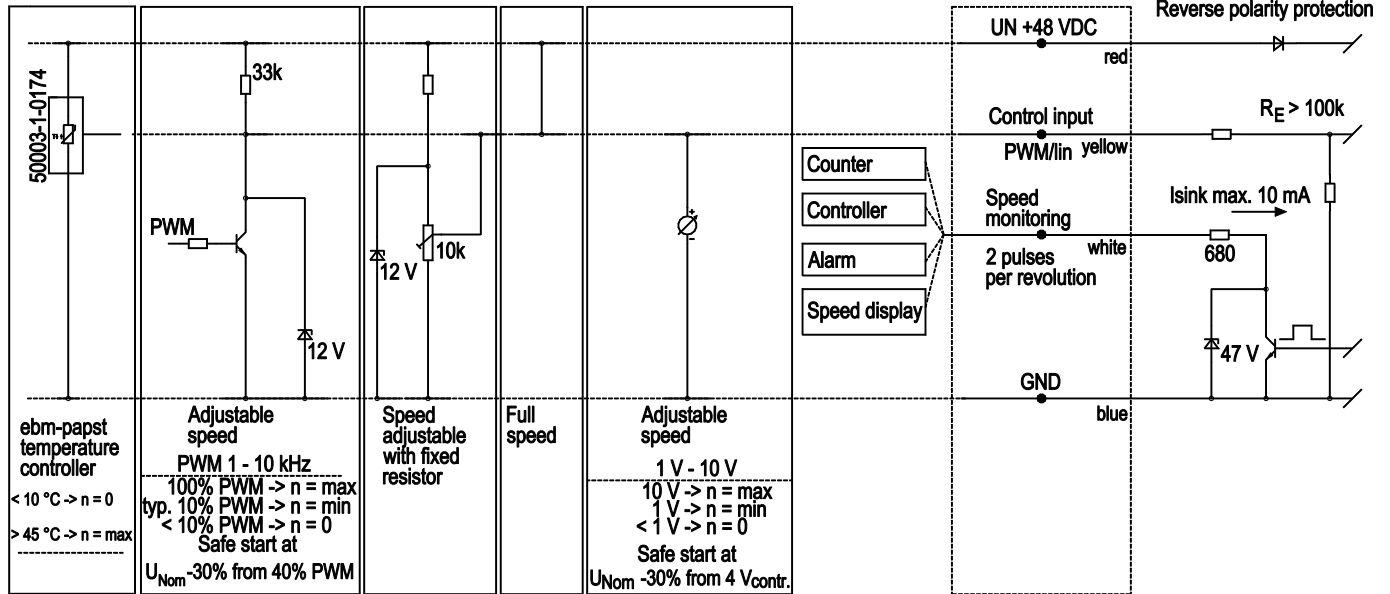 50003-1-0174
ebm-papst
temperature
controller
< 10 °C -> n = 0
> 45 °C -> n = max
33k
PWM
12 V
Adjustable
speed
PWM 1 - 10 kHz
100% PWM -> n = max
typ. 10% PWM -> n = min
< 10% PWM -> n = 0
Safe start at
UNom -30% from 40% PWM
12 V
10k
Speed
adjustable
with fixed
resistor
Full
speed
+
-
Adjustable
speed
1 V - 10 V
10 V -> n = max
1 V -> n = min
< 1 V -> n = 0
Safe start at
UNom -30% from 4 Vcontr.
Counter
Controller
Alarm
Speed display
UN +48 VDC
red
Control input
PWM/lin
yellow
Speed
monitoring
white
2 pulses
per revolution
GND
blue
Reverse polarity protection
RE > 100k
Isink max. 10 mA
680
47 V